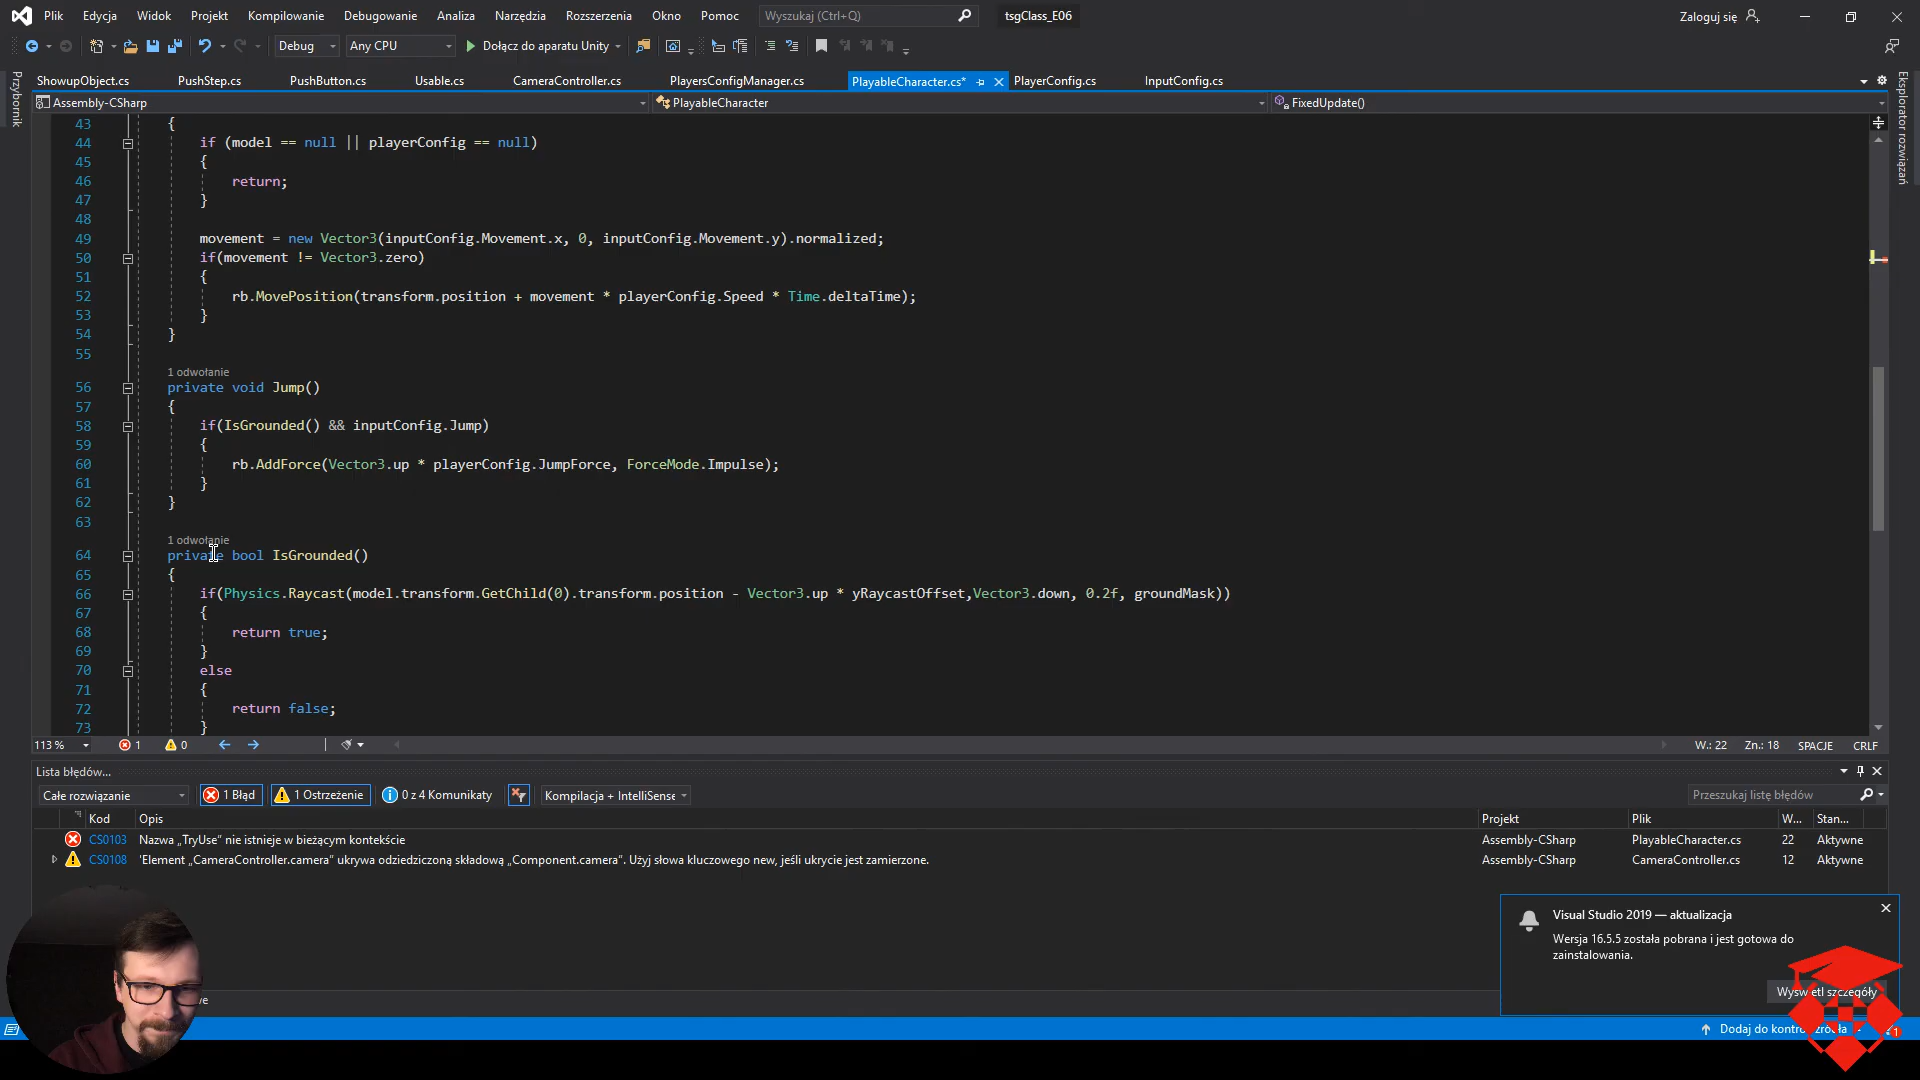 Plik Edycja Widok Projekt Kompilowanie Debugowanie Analiza Narzędzia Rozszerzenia Okno Pomoc Wyszukaj (Ctrl+Q) tsgClass_E06 Zaloguj się
Debug Any CPU Dołącz do aparatu Unity
Przybornik
ShowupObject.cs PushStep.cs PushButton.cs Usable.cs CameraController.cs PlayersConfigManager.cs PlayableCharacter.cs* PlayerConfig.cs InputConfig.cs
Eksplorator rozwiązań
Assembly-CSharp PlayableCharacter FixedUpdate()
43 {
44 if (model == null || playerConfig == null)
45 {
46 return;
47 }
48
49 movement = new Vector3(inputConfig.Movement.x, 0, inputConfig.Movement.y).normalized;
50 if(movement != Vector3.zero)
51 {
52 rb.MovePosition(transform.position + movement * playerConfig.Speed * Time.deltaTime);
53 }
54 }
55
1 odwołanie
56 private void Jump()
57 {
58 if(IsGrounded() && inputConfig.Jump)
59 {
60 rb.AddForce(Vector3.up * playerConfig.JumpForce, ForceMode.Impulse);
61 }
62 }
63
1 odwołanie
64 private bool IsGrounded()
65 {
66 if(Physics.Raycast(model.transform.GetChild(0).transform.position - Vector3.up * yRaycastOffset,Vector3.down, 0.2f, groundMask))
67 {
68 return true;
69 }
70 else
71 {
72 return false;
73 }
113 % 1 0 W.: 22 Zn.: 18 SPACJE CRLF
Lista błędów...
Całe rozwiązanie 1 Błąd 1 Ostrzeżenie 0 z 4 Komunikaty Kompilacja + IntelliSense Przeszukaj listę błędów
Kod Opis Projekt Plik W... Stan...
CS0103 Nazwa „TryUse” nie istnieje w bieżącym kontekście Assembly-CSharp PlayableCharacter.cs 22 Aktywne
CS0108 'Element „CameraController.camera” ukrywa odziedziczoną składową „Component.camera”. Użyj słowa kluczowego new, jeśli ukrycie jest zamierzone. Assembly-CSharp CameraController.cs 12 Aktywne
Visual Studio 2019 — aktualizacja
Wersja 16.5.5 została pobrana i jest gotowa do
zainstalowania.
Wyświetl szczegóły
Dodaj do kontroli źródła 1